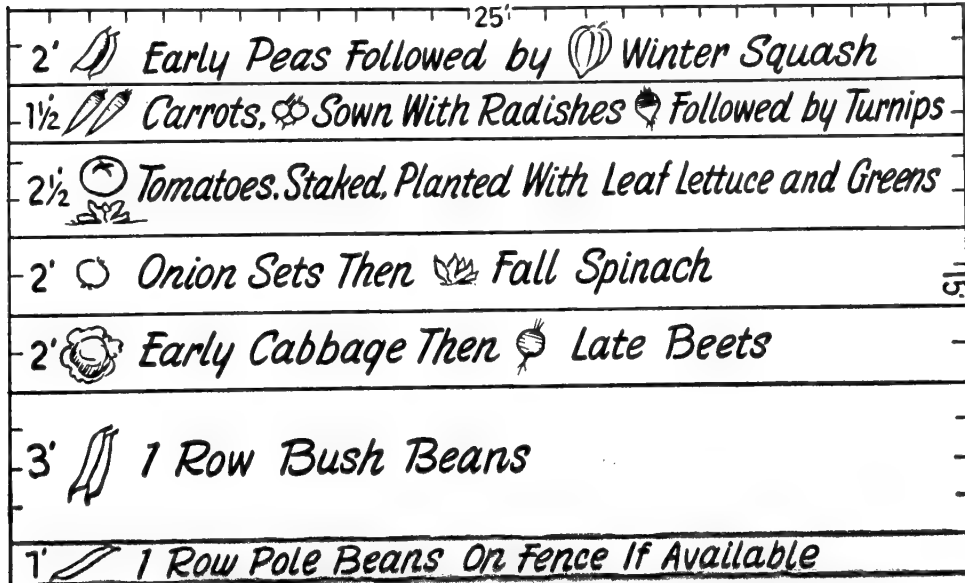 25'
2' Early Peas Followed by Winter Squash
1½' Carrots, Sown With Radishes Followed by Turnips
2½' Tomatoes. Staked, Planted With Leaf Lettuce and Greens
2' Onion Sets Then Fall Spinach
15'
2' Early Cabbage Then Late Beets
3' 1 Row Bush Beans
1' 1 Row Pole Beans On Fence If Available